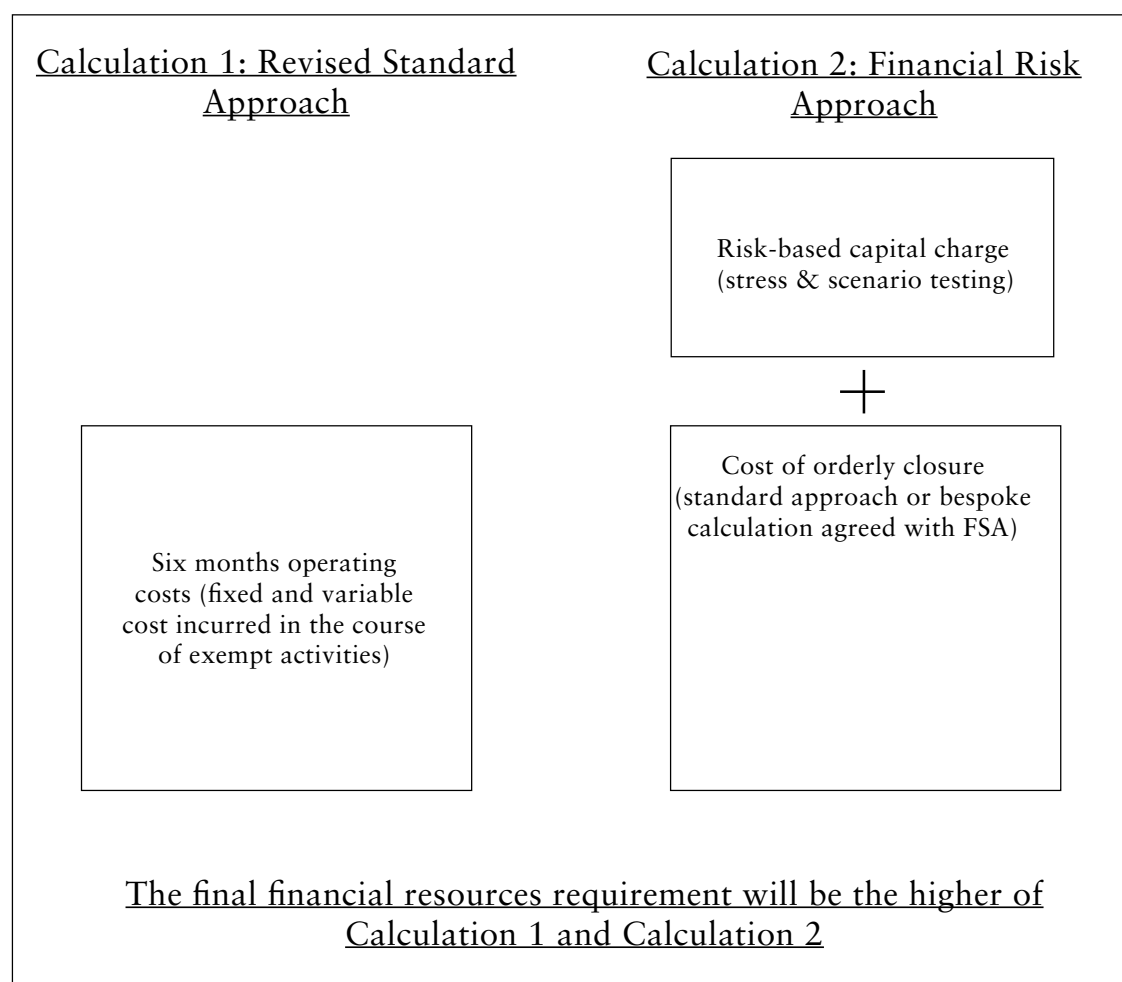 Calculation 1: Revised Standard
Approach
Calculation 2: Financial Risk
Approach
Risk-based capital charge
(stress & scenario testing)
+
Cost of orderly closure
(standard approach or bespoke
calculation agreed with FSA)
Six months operating
costs (fixed and variable
cost incurred in the course
of exempt activities)
The final financial resources requirement will be the higher of
Calculation 1 and Calculation 2